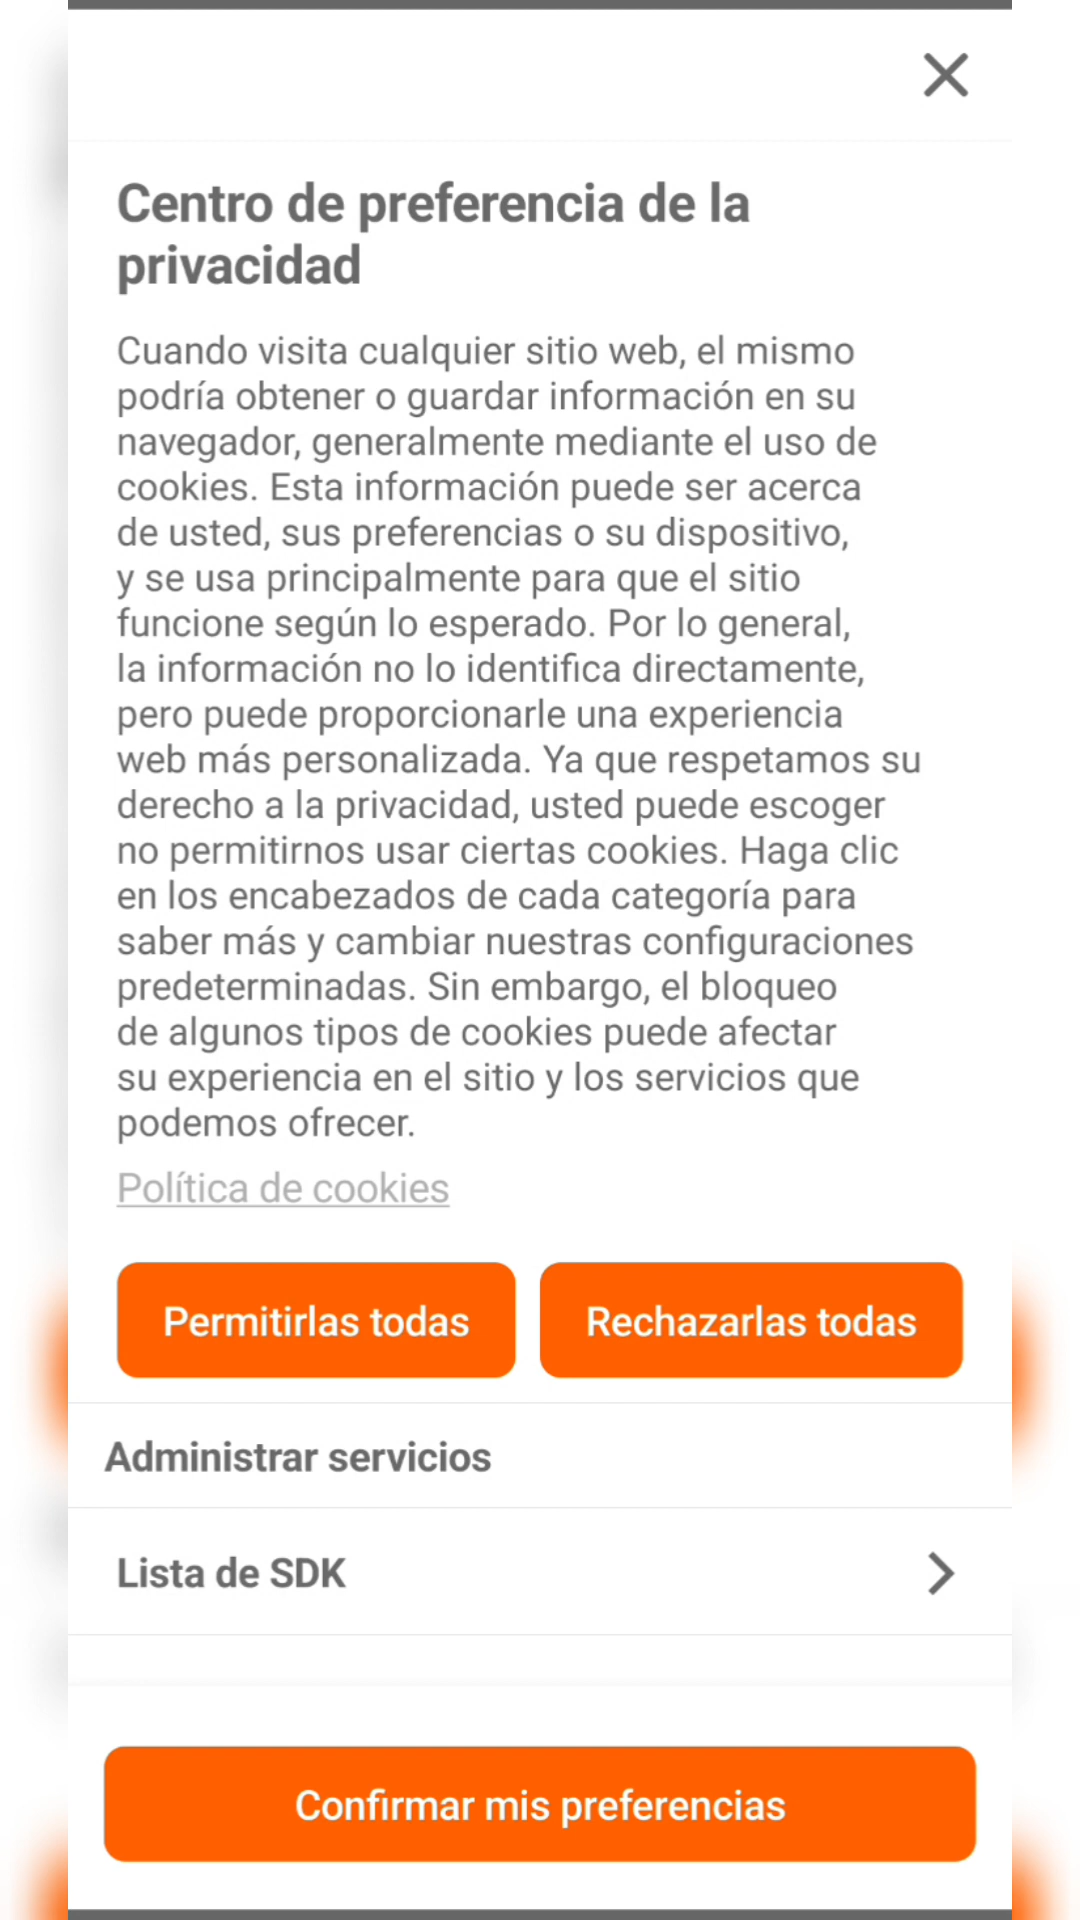 Centro de preferencia de la
privacidad
Cuando visita cualquier sitio web, el mismo
podría obtener o guardar información en su
navegador, generalmente mediante el uso de
cookies. Esta información puede ser acerca
de usted, sus preferencias o su dispositivo,
y se usa principalmente para que el sitio
funcione según lo esperado. Por lo general,
la información no lo identifica directamente,
pero puede proporcionarle una experiencia
web más personalizada. Ya que respetamos su
derecho a la privacidad, usted puede escoger
no permitirnos usar ciertas cookies. Haga clic
en los encabezados de cada categoría para
saber más y cambiar nuestras configuraciones
predeterminadas. Sin embargo, el bloqueo
de algunos tipos de cookies puede afectar
su experiencia en el sitio y los servicios que
podemos ofrecer.
Política de cookies
Permitirlas todas
Rechazarlas todas
Administrar servicios
Lista de SDK
Confirmar mis preferencias